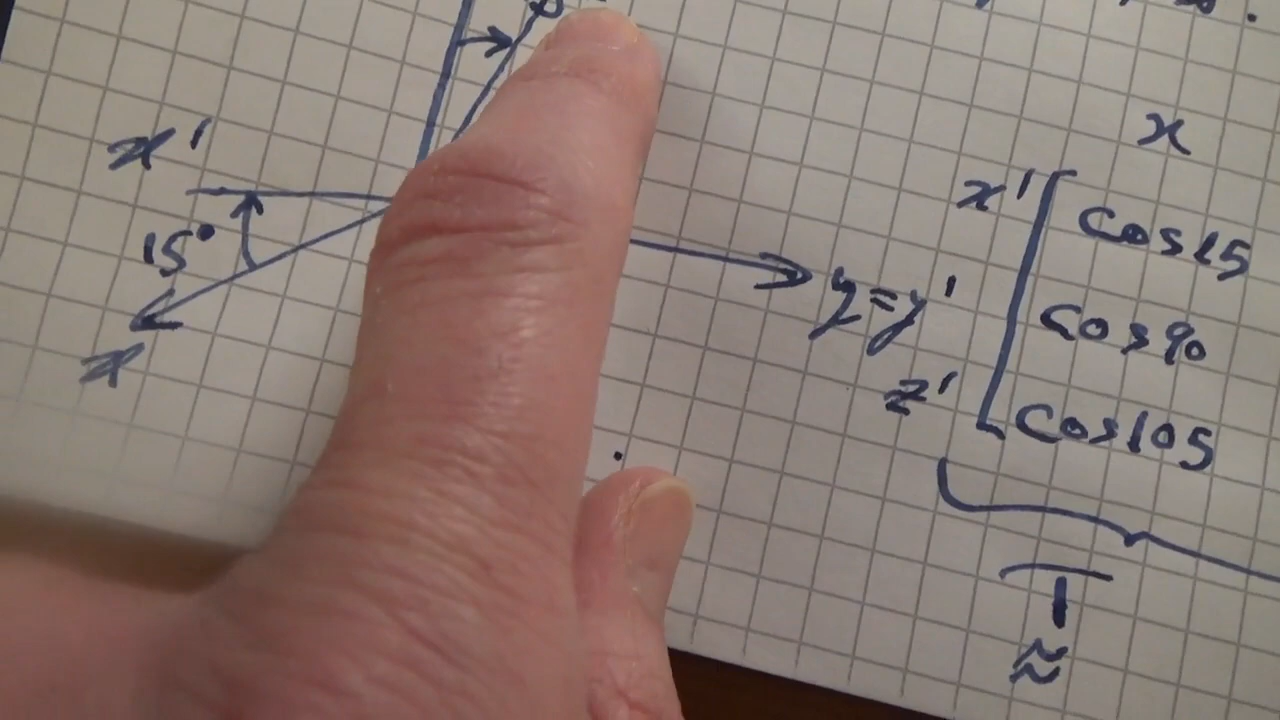 x
x'
x' [ cos15
15°
y=y'
cos90
x
z'
cos105
T
≈